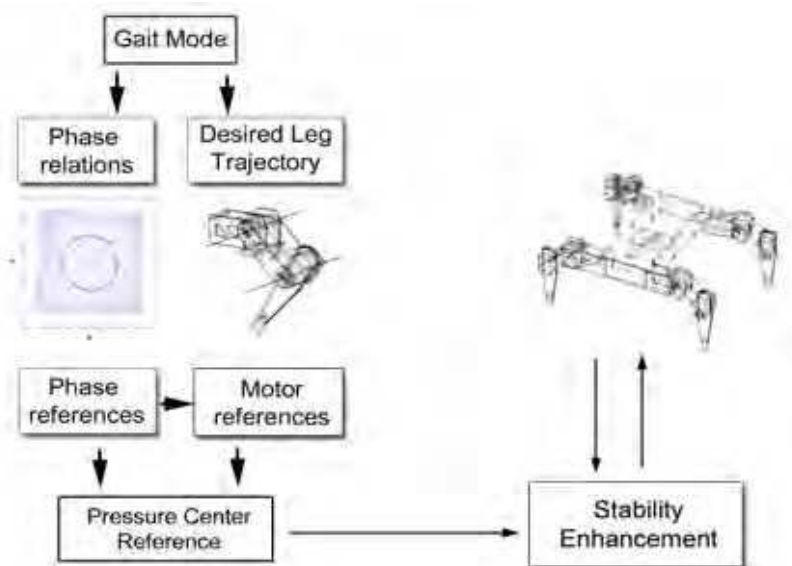 Gait Mode
Phase
relations
Desired Leg
Trajectory
Phase
references
Motor
references
Pressure Center
Reference
Stability
Enhancement